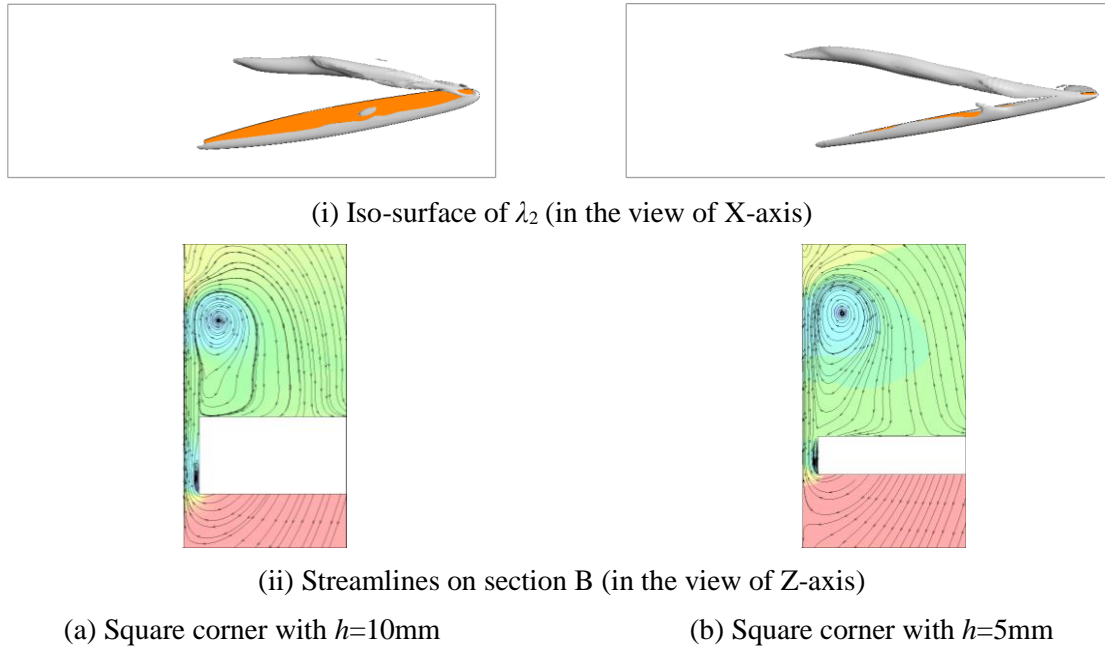 (i) Iso-surface of λ₂ (in the view of X-axis)
(ii) Streamlines on section B (in the view of Z-axis)
(a) Square corner with h=10mm
(b) Square corner with h=5mm